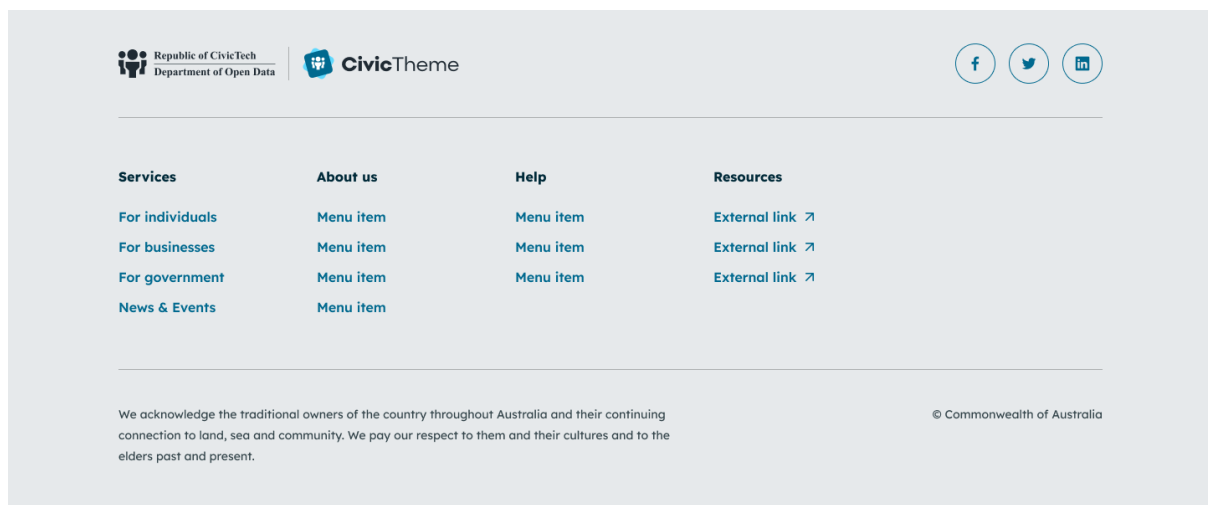 Republic of CivicTech
Department of Open Data
CivicTheme
Services
For individuals
For businesses
For government
News & Events
About us
Menu item
Menu item
Menu item
Menu item
Help
Menu item
Menu item
Menu item
Resources
External link
External link
External link
We acknowledge the traditional owners of the country throughout Australia and their continuing
connection to land, sea and community. We pay our respect to them and their cultures and to the
elders past and present.
© Commonwealth of Australia